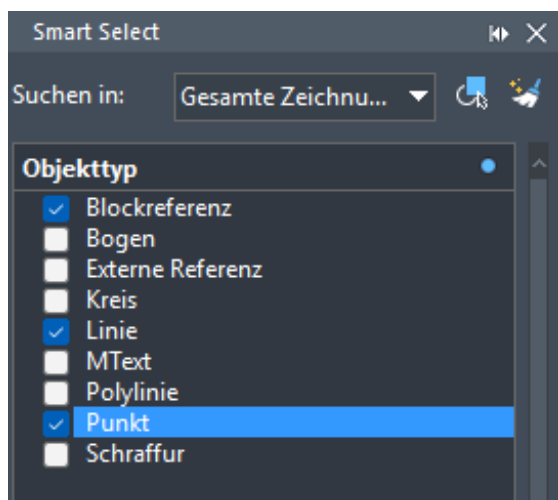 Smart Select
Suchen in: Gesamte Zeichnu...
Objekttyp
Blockreferenz
Bogen
Externe Referenz
Kreis
Linie
MText
Polylinie
Punkt
Schraffur